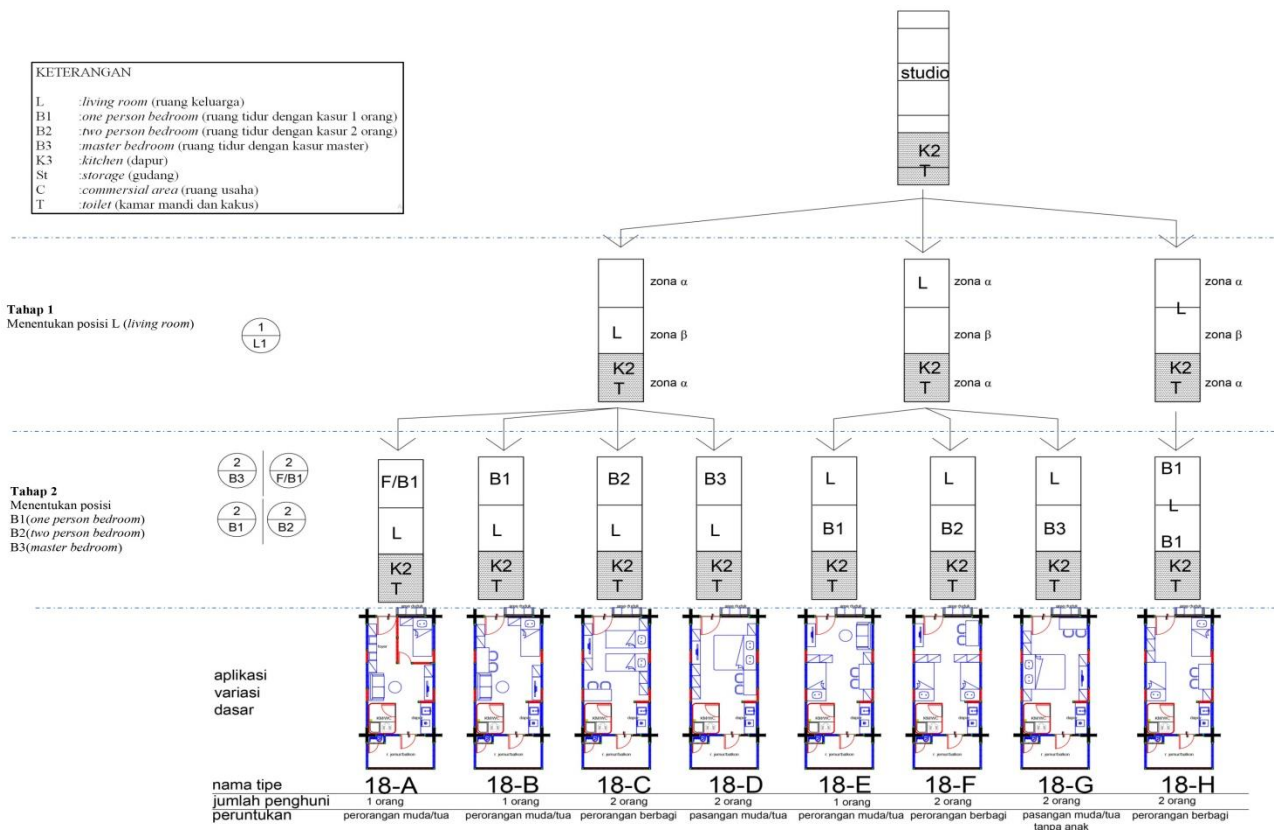 studio
K2
T
KETERANGAN
L :living room (ruang keluarga)
B1 :one person bedroom (ruang tidur dengan kasur 1 orang)
B2 :two person bedroom (ruang tidur dengan kasur 2 orang)
B3 :master bedroom (ruang tidur dengan kasur master)
K3 :kitchen (dapur)
St :storage (gudang)
C :commersial area (ruang usaha)
T :toilet (kamar mandi dan kakus)
Tahap 1
Menentukan posisi L (living room)
1
L1
zona α
L zona β
K2
T zona α
L zona α
zona β
K2
T zona α
zona α
L
zona β
K2
T zona α
Tahap 2
Menentukan posisi
B1(one person bedroom)
B2(two person bedroom)
B3(master bedroom)
2 2
B3 F/B1
2 2
B1 B2
F/B1 B1 B2 B3 L L L B1
L
L L L L B1 B2 B3 B1
K2 K2 K2 K2 K2 K2 K2 K2
T T T T T T T T
aplikasi
variasi
dasar
nama tipe 18-A 18-B 18-C 18-D 18-E 18-F 18-G 18-H
jumlah penghuni 1 orang 1 orang 2 orang 2 orang 1 orang 2 orang 2 orang 2 orang
peruntukan perorangan muda/tua perorangan muda/tua perorangan berbagi pasangan muda/tua perorangan muda/tua perorangan berbagi pasangan muda/tua perorangan berbagi
tanpa anak